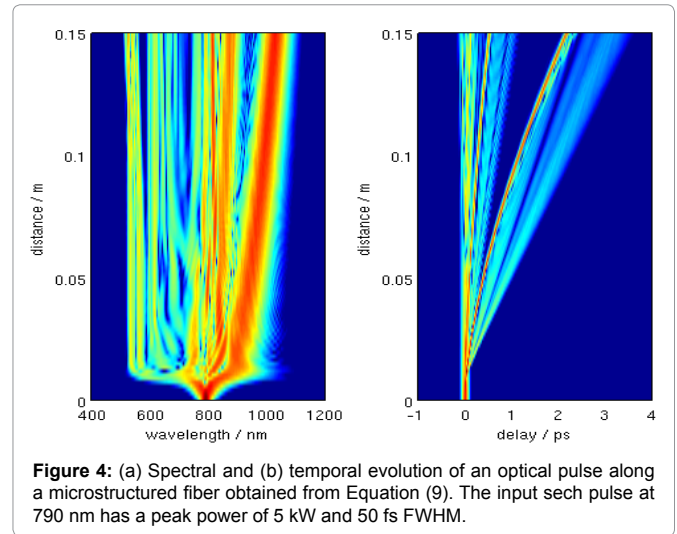 0.15
0.1
0.05
0
distance / m
400 600 800 1000 1200
wavelength / nm
0.15
0.1
0.05
0
distance / m
-1 0 1 2 3 4
delay / ps
Figure 4: (a) Spectral and (b) temporal evolution of an optical pulse along
a microstructured fiber obtained from Equation (9). The input sech pulse at
790 nm has a peak power of 5 kW and 50 fs FWHM.